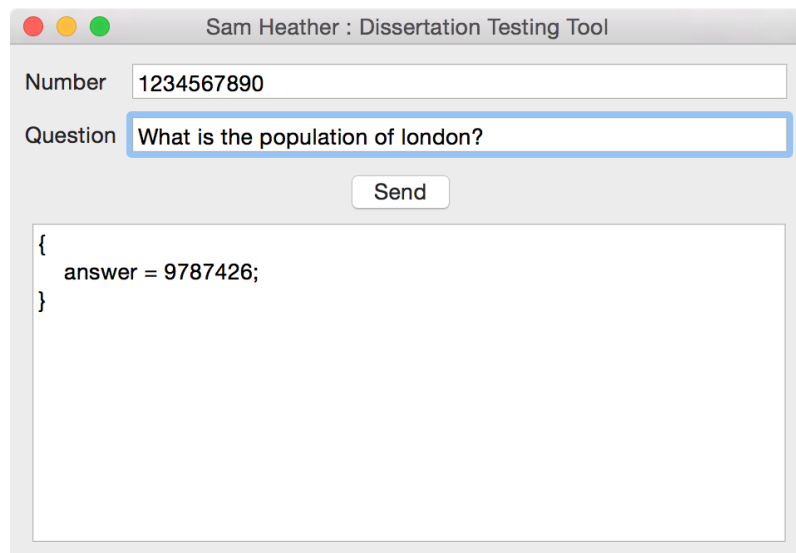 Sam Heather : Dissertation Testing Tool
Number 1234567890
Question What is the population of london?
Send
{
answer = 9787426;
}